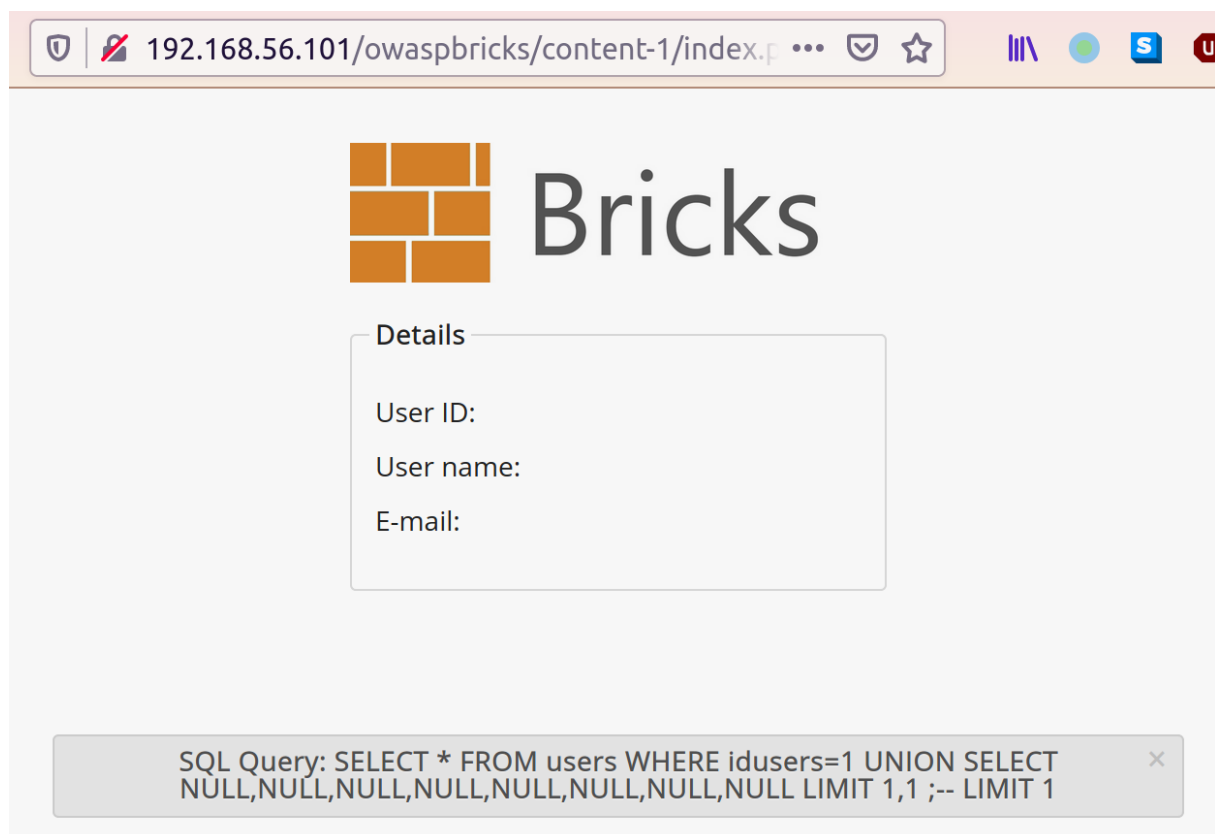 192.168.56.101/owaspbricks/content-1/index.p
S
Bricks
Details
User ID:
User name:
E-mail:
SQL Query: SELECT * FROM users WHERE idusers=1 UNION SELECT
NULL,NULL,NULL,NULL,NULL,NULL,NULL,NULL LIMIT 1,1 ;-- LIMIT 1